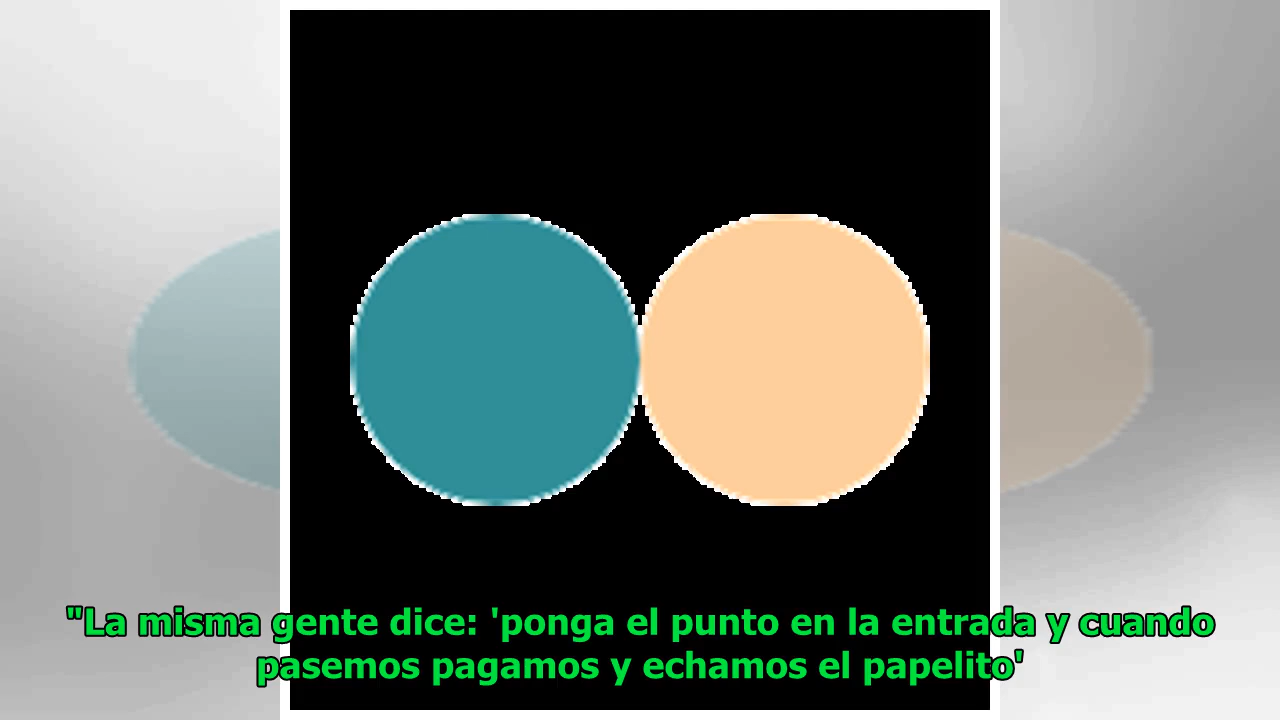 "La misma gente dice: 'ponga el punto en la entrada y cuando
pasemos pagamos y echamos el papelito'